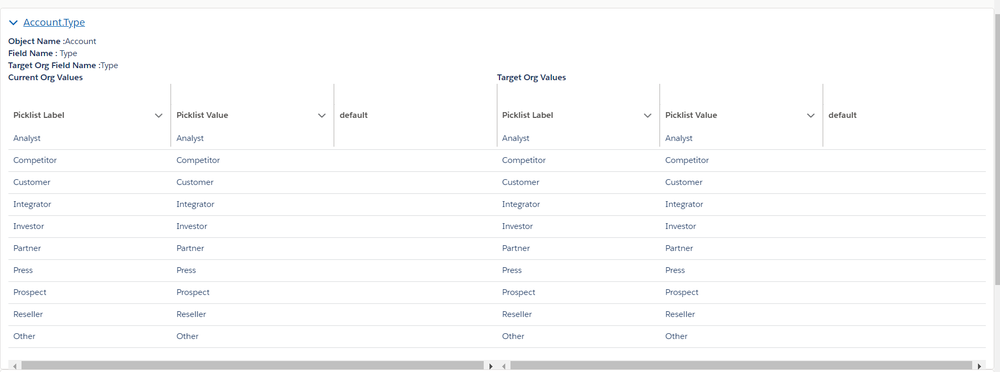 Account.Type
Object Name :Account
Field Name : Type
Target Org Field Name :Type
Current Org Values Target Org Values
Picklist Label Picklist Value default Picklist Label Picklist Value default
Analyst Analyst Analyst Analyst
Competitor Competitor Competitor Competitor
Customer Customer Customer Customer
Integrator Integrator Integrator Integrator
Investor Investor Investor Investor
Partner Partner Partner Partner
Press Press Press Press
Prospect Prospect Prospect Prospect
Reseller Reseller Reseller Reseller
Other Other Other Other